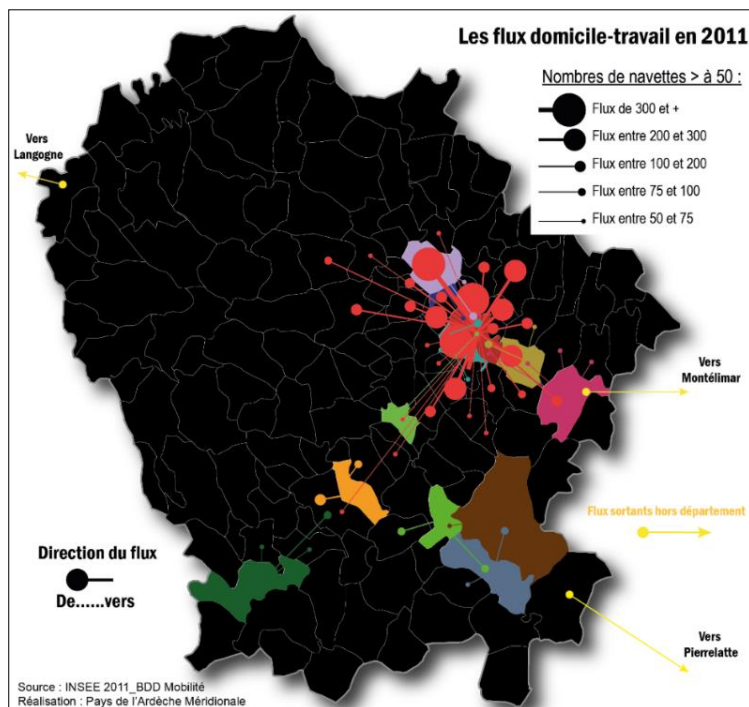 Les flux domicile-travail en 2011
Nombres de navettes > à 50 :
Flux de 300 et +
Flux entre 200 et 300
Flux entre 100 et 200
Flux entre 75 et 100
Flux entre 50 et 75
Vers
Langogne
Vers
Montélimar
Flux sortants hors département
Direction du flux
De......vers
Vers
Pierrelatte
Source : INSEE 2011_BDD Mobilité
Réalisation : Pays de l'Ardèche Méridionale